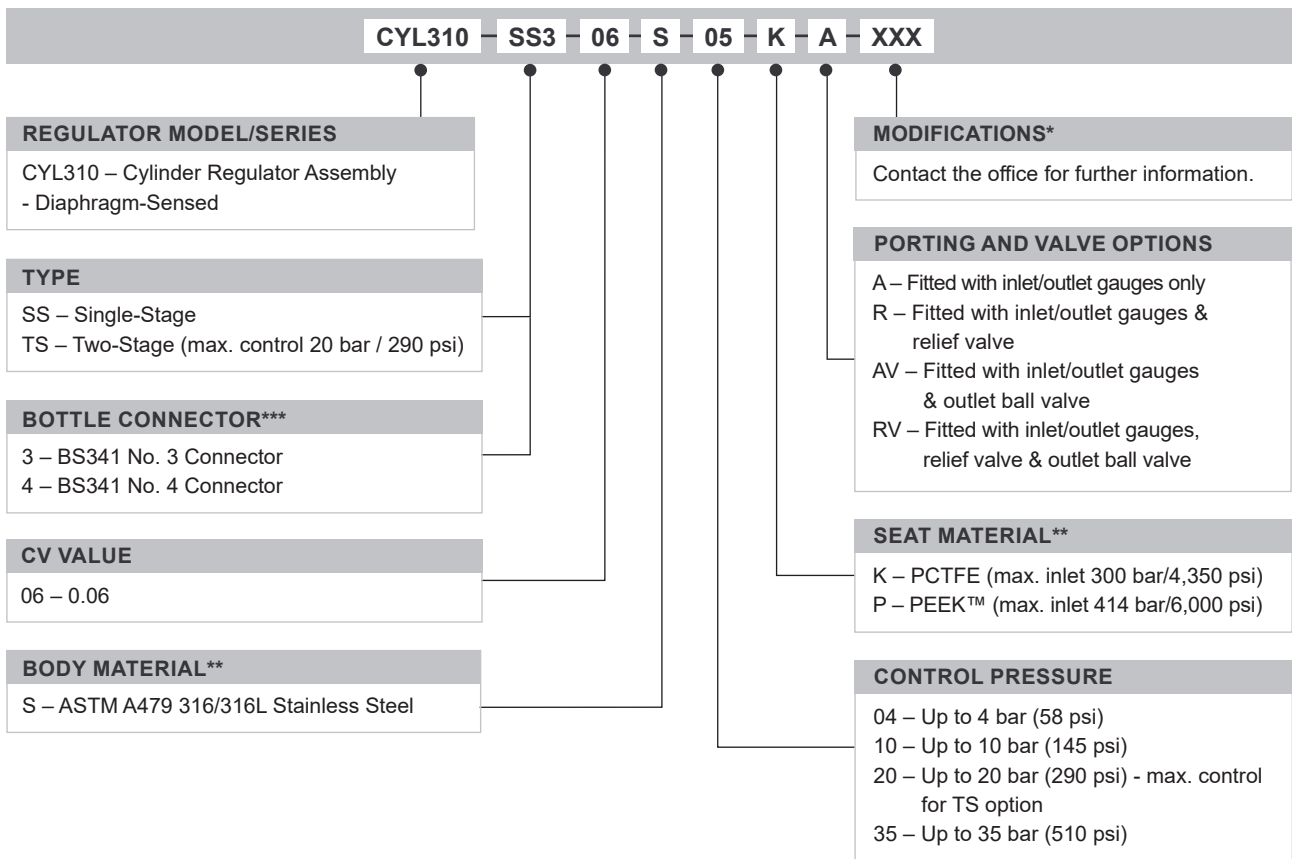 CYL310 – SS3 – 06 – S – 05 – K – A – XXX
REGULATOR MODEL/SERIES
CYL310 – Cylinder Regulator Assembly
- Diaphragm-Sensed
TYPE
SS – Single-Stage
TS – Two-Stage (max. control 20 bar / 290 psi)
BOTTLE CONNECTOR***
3 – BS341 No. 3 Connector
4 – BS341 No. 4 Connector
CV VALUE
06 – 0.06
BODY MATERIAL**
S – ASTM A479 316/316L Stainless Steel
MODIFICATIONS*
Contact the office for further information.
PORTING AND VALVE OPTIONS
A – Fitted with inlet/outlet gauges only
R – Fitted with inlet/outlet gauges &
relief valve
AV – Fitted with inlet/outlet gauges
& outlet ball valve
RV – Fitted with inlet/outlet gauges,
relief valve & outlet ball valve
SEAT MATERIAL**
K – PCTFE (max. inlet 300 bar/4,350 psi)
P – PEEK™ (max. inlet 414 bar/6,000 psi)
CONTROL PRESSURE
04 – Up to 4 bar (58 psi)
10 – Up to 10 bar (145 psi)
20 – Up to 20 bar (290 psi) - max. control
for TS option
35 – Up to 35 bar (510 psi)